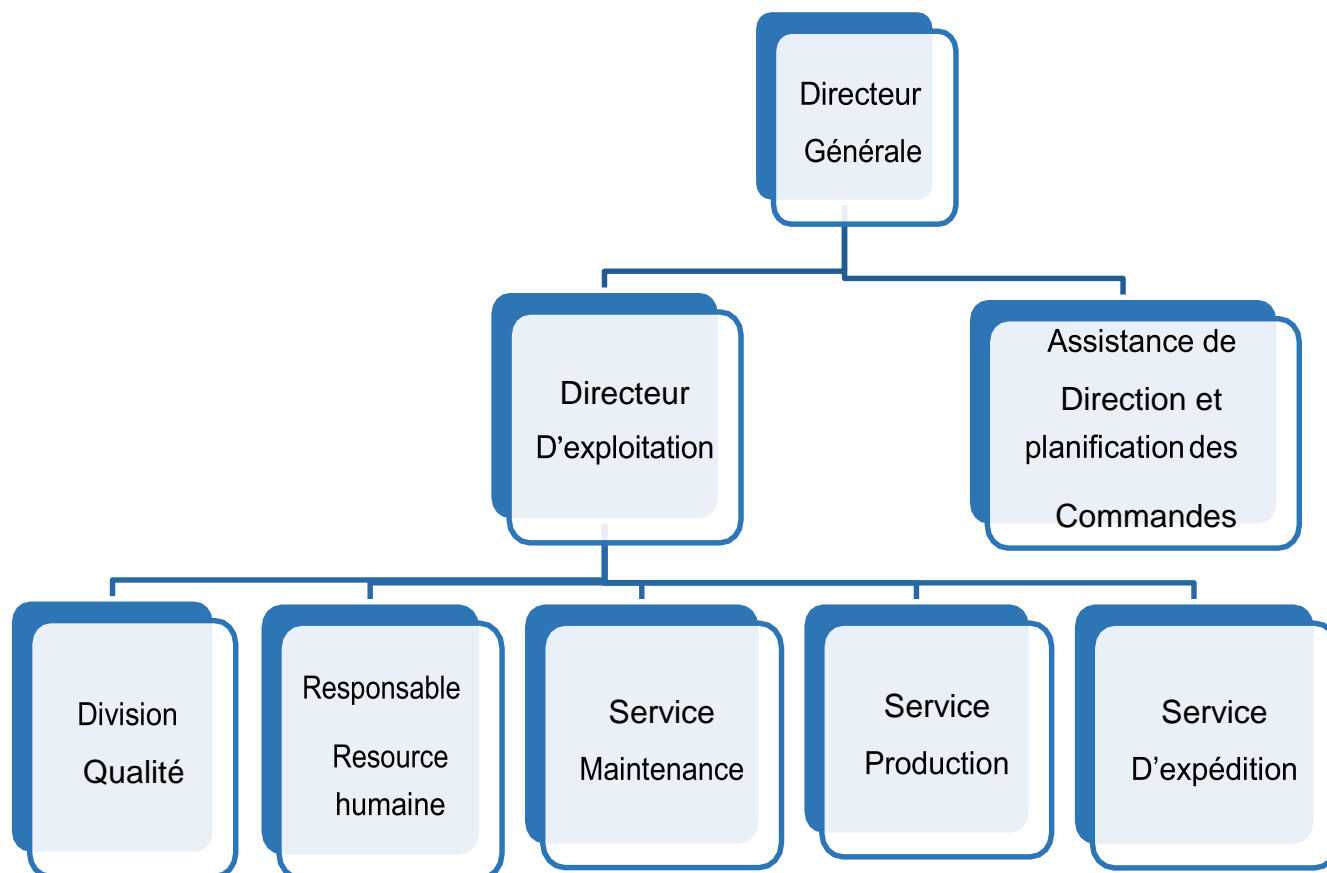 Directeur
Générale
Directeur
D’exploitation
Assistance de
Direction et
planification des
Commandes
Division
Qualité
Responsable
Resource
humaine
Service
Maintenance
Service
Production
Service
D’expédition